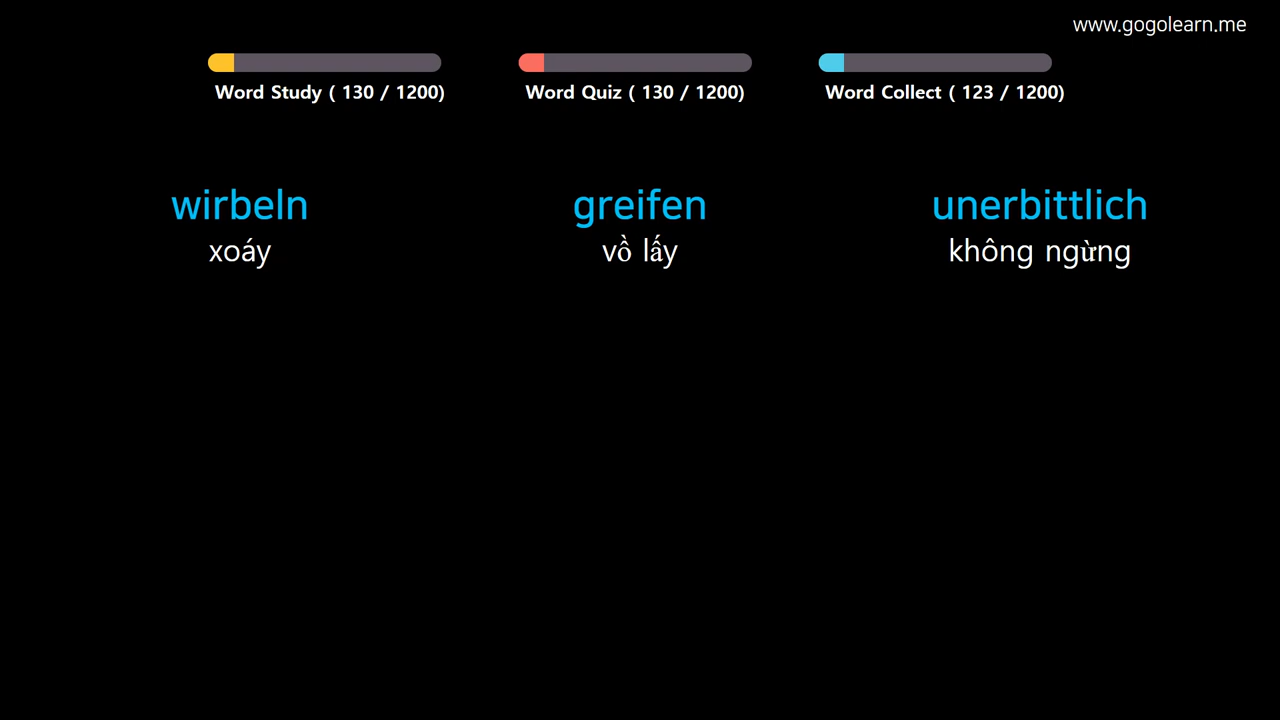 www.gogolearn.me
Word Study ( 130 / 1200)
Word Quiz ( 130 / 1200)
Word Collect ( 123 / 1200)
wirbeln
xoáy
greifen
vồ lấy
unerbittlich
không ngừng